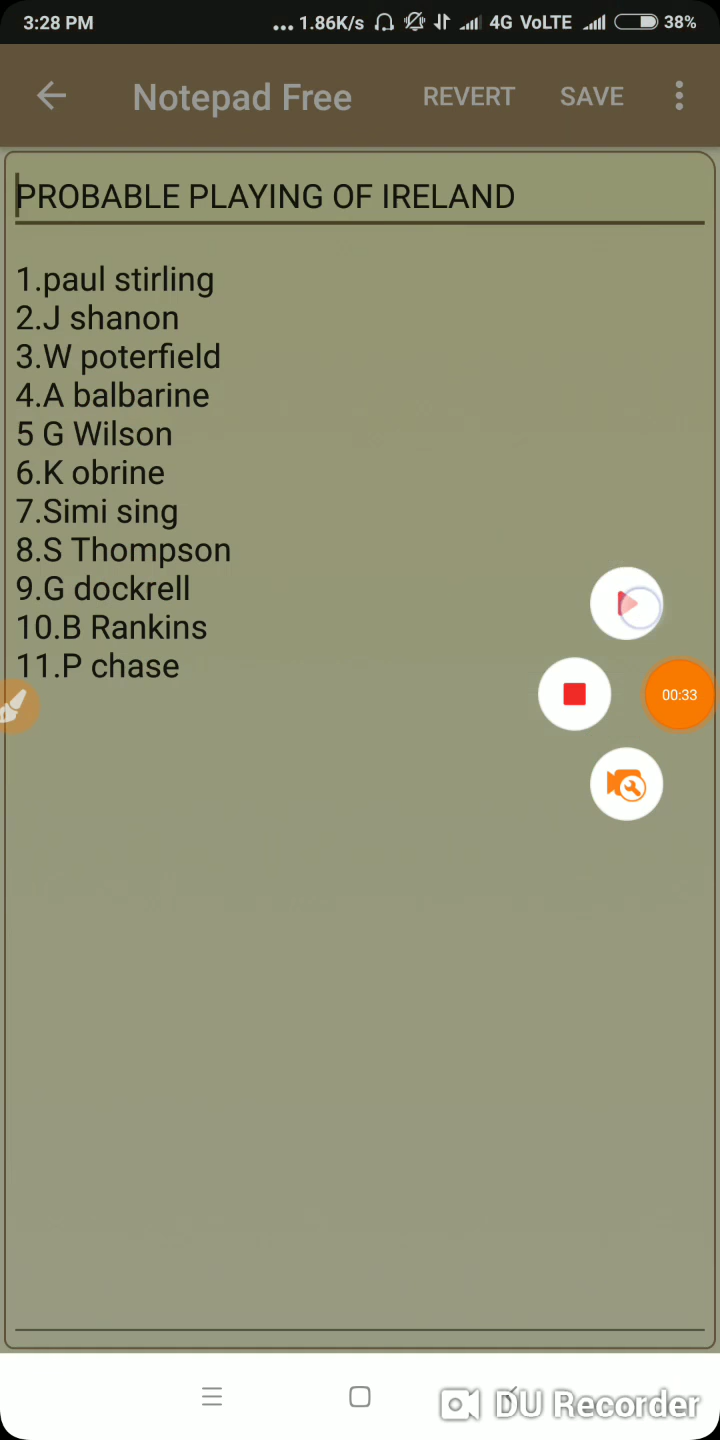 3:28 PM ... 1.86K/s 4G VoLTE 38%
Notepad Free REVERT SAVE
PROBABLE PLAYING OF IRELAND
1.paul stirling
2.J shanon
3.W poterfield
4.A balbarine
5 G Wilson
6.K obrine
7.Simi sing
8.S Thompson
9.G dockrell
10.B Rankins
11.P chase
00:33
DU Recorder